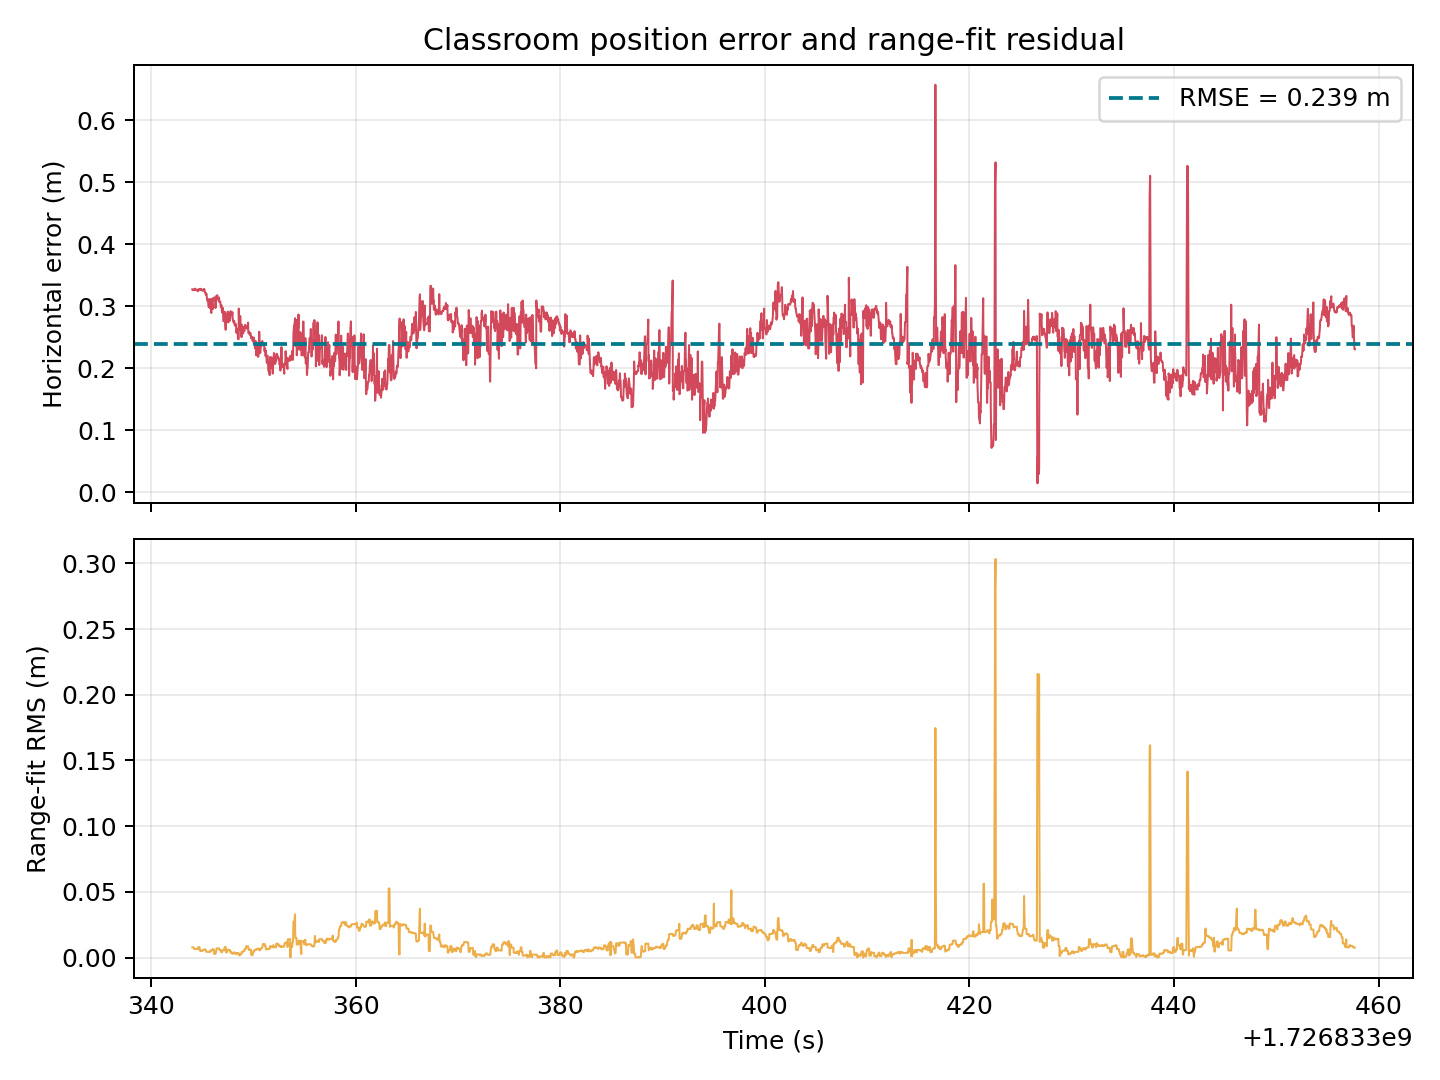 Classroom position error and range-fit residual
RMSE = 0.239 m
Horizontal error (m)
0.6
0.5
0.4
0.3
0.2
0.1
0.0
Range-fit RMS (m)
0.30
0.25
0.20
0.15
0.10
0.05
0.00
340 360 380 400 420 440 460
Time (s)
+1.726833e9